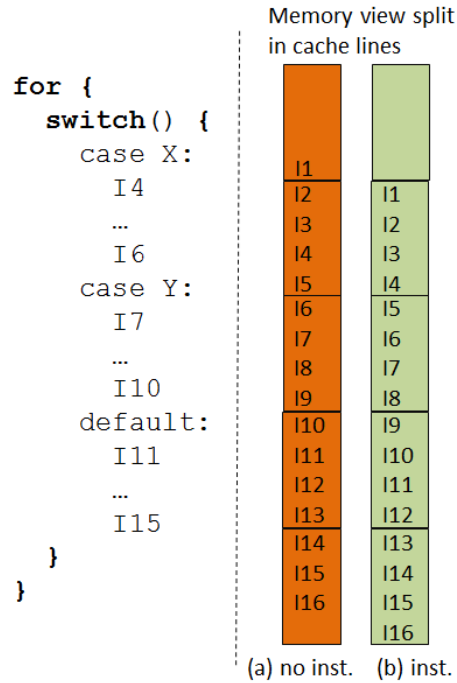 Memory view split
in cache lines
for {
switch() {
case X:
I4
…
I6
case Y:
I7
…
I10
default:
I11
…
I15
}
}
I1
I2
I3
I4
I5
I6
I7
I8
I9
I10
I11
I12
I13
I14
I15
I16
I1
I2
I3
I4
I5
I6
I7
I8
I9
I10
I11
I12
I13
I14
I15
I16
(a) no inst.
(b) inst.